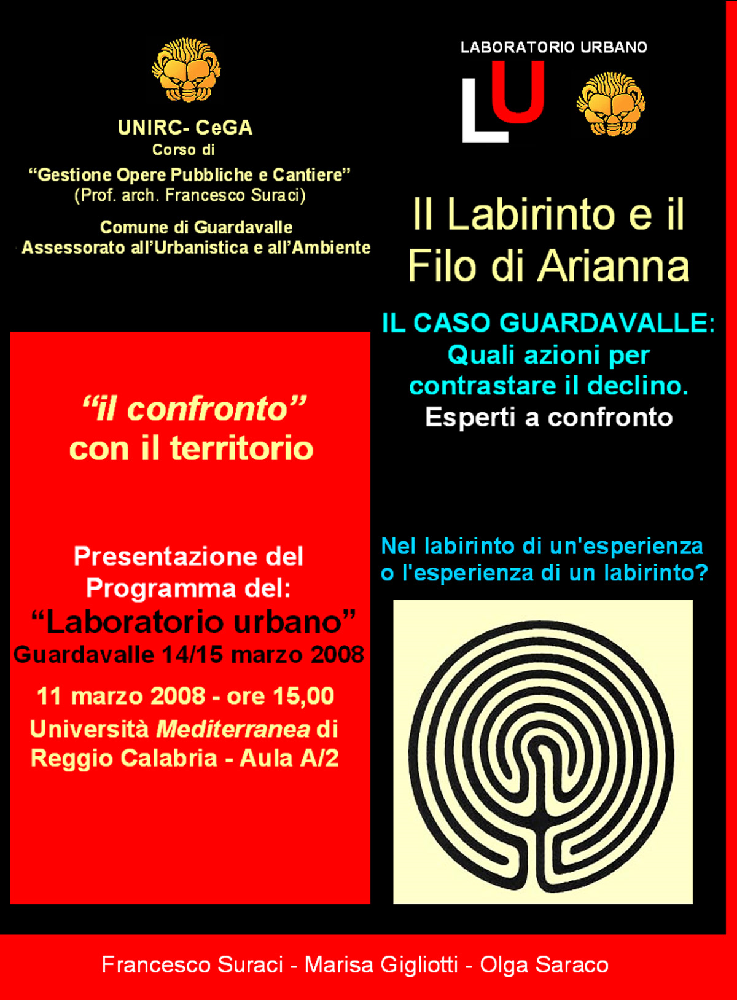 UNIRC- CeGA
Corso di
“Gestione Opere Pubbliche e Cantiere”
(Prof. arch. Francesco Suraci)
Comune di Guardavalle
Assessorato all’Urbanistica e all’Ambiente
LABORATORIO URBANO
LU
Il Labirinto e il
Filo di Arianna
IL CASO GUARDAVALLE:
Quali azioni per
contrastare il declino.
Esperti a confronto
“il confronto”
con il territorio
Presentazione del
Programma del:
“Laboratorio urbano”
Guardavalle 14/15 marzo 2008
11 marzo 2008 - ore 15,00
Università Mediterranea di
Reggio Calabria - Aula A/2
Nel labirinto di un'esperienza
o l'esperienza di un labirinto?
Francesco Suraci - Marisa Gigliotti - Olga Saraco